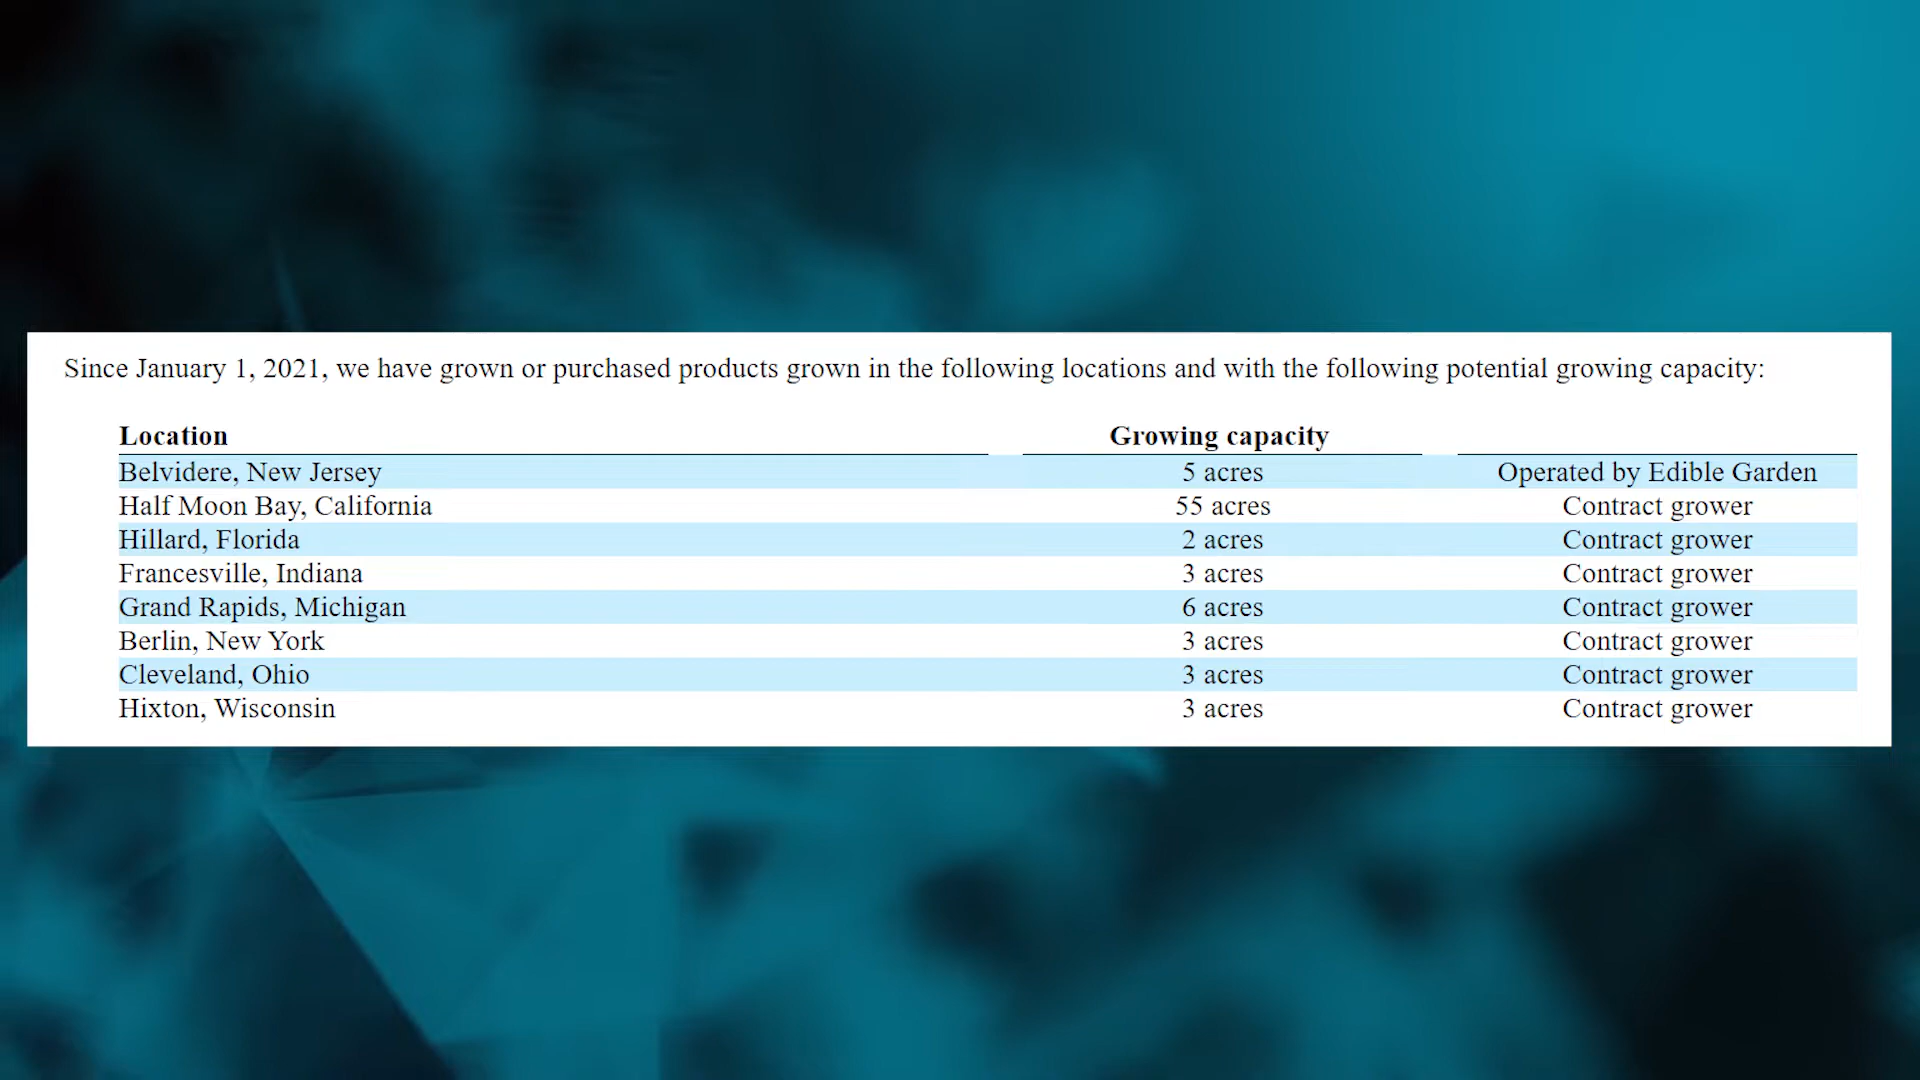 Since January 1, 2021, we have grown or purchased products grown in the following locations and with the following potential growing capacity:
Location Growing capacity
Belvidere, New Jersey 5 acres Operated by Edible Garden
Half Moon Bay, California 55 acres Contract grower
Hillard, Florida 2 acres Contract grower
Francesville, Indiana 3 acres Contract grower
Grand Rapids, Michigan 6 acres Contract grower
Berlin, New York 3 acres Contract grower
Cleveland, Ohio 3 acres Contract grower
Hixton, Wisconsin 3 acres Contract grower